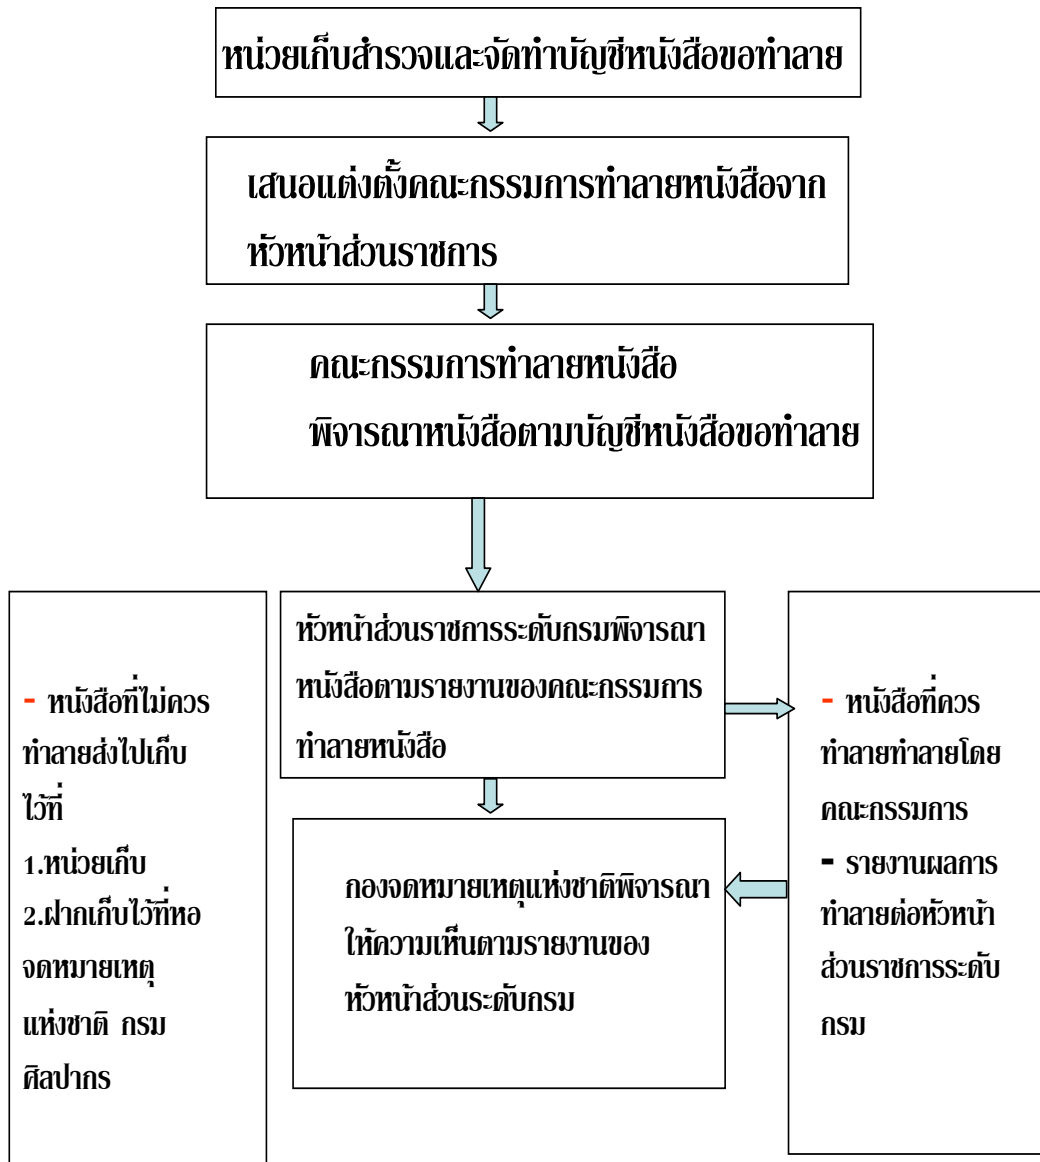 หน่วยเก็บสำรวจและจัดทำบัญชีหนังสือขอทำลาย
เสนอแต่งตั้งคณะกรรมการทำลายหนังสือจาก
หัวหน้าส่วนราชการ
คณะกรรมการทำลายหนังสือ
พิจารณาหนังสือตามบัญชีหนังสือขอทำลาย
หัวหน้าส่วนราชการระดับกรมพิจารณา
หนังสือตามรายงานของคณะกรรมการ
ทำลายหนังสือ
- หนังสือที่ไม่ควร
ทำลายส่งไปเก็บ
ไว้ที่
1.หน่วยเก็บ
2.ฝากเก็บไว้ที่หอ
จดหมายเหตุ
แห่งชาติ กรม
ศิลปากร
กองจดหมายเหตุแห่งชาติพิจารณา
ให้ความเห็นตามรายงานของ
หัวหน้าส่วนระดับกรม
- หนังสือที่ควร
ทำลายทำลายโดย
คณะกรรมการ
- รายงานผลการ
ทำลายต่อหัวหน้า
ส่วนราชการระดับ
กรม